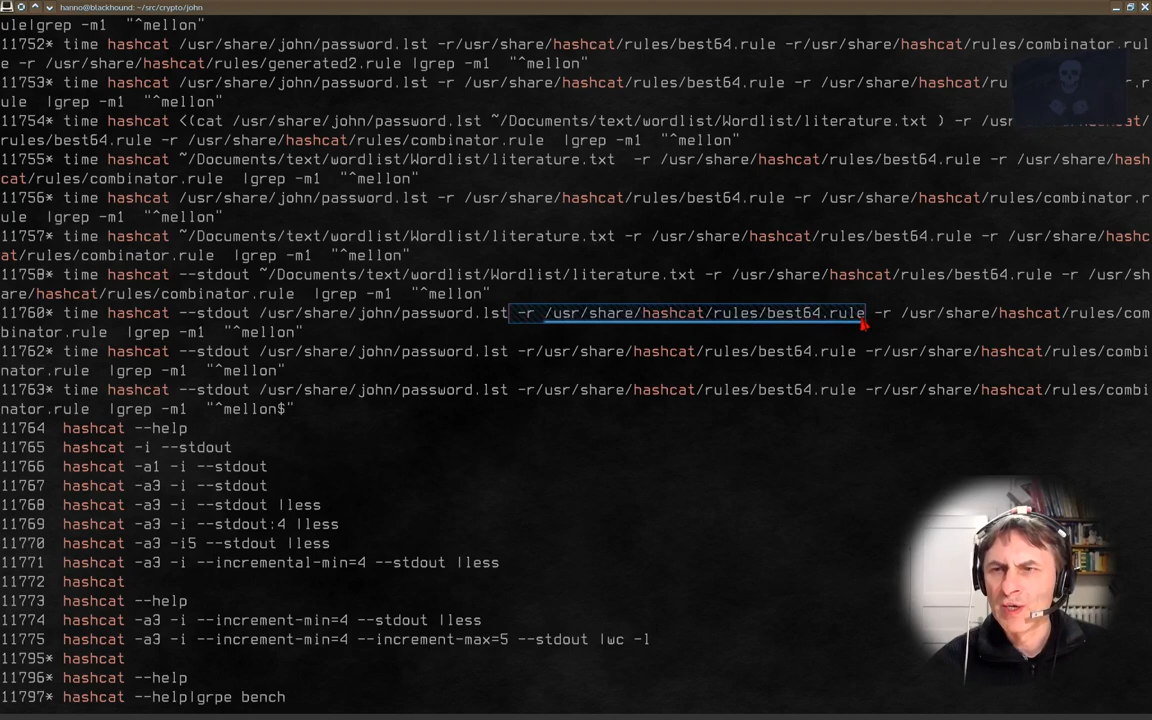 hanno@blackhound: ~/src/crypto/john
ule|grep -m1  "^mellon"
11752* time hashcat /usr/share/john/password.lst -r/usr/share/hashcat/rules/best64.rule -r/usr/share/hashcat/rules/combinator.rul
e -r /usr/share/hashcat/rules/generated2.rule |grep -m1  "^mellon"
11753* time hashcat /usr/share/john/password.lst -r /usr/share/hashcat/rules/best64.rule -r /usr/share/hashcat/ru /combinator.r
ule  |grep -m1  "^mellon"
11754* time hashcat <(cat /usr/share/john/password.lst ~/Documents/text/wordlist/Wordlist/literature.txt ) -r /usr/share/hashcat/
rules/best64.rule -r /usr/share/hashcat/rules/combinator.rule  |grep -m1  "^mellon"
11755* time hashcat ~/Documents/text/wordlist/Wordlist/literature.txt  -r /usr/share/hashcat/rules/best64.rule -r /usr/share/hash
cat/rules/combinator.rule  |grep -m1  "^mellon"
11756* time hashcat /usr/share/john/password.lst -r /usr/share/hashcat/rules/best64.rule -r /usr/share/hashcat/rules/combinator.r
ule  |grep -m1  "^mellon"
11757* time hashcat ~/Documents/text/wordlist/Wordlist/literature.txt -r /usr/share/hashcat/rules/best64.rule -r /usr/share/hashc
at/rules/combinator.rule  |grep -m1  "^mellon"
11758* time hashcat --stdout ~/Documents/text/wordlist/Wordlist/literature.txt -r /usr/share/hashcat/rules/best64.rule -r /usr/sh
are/hashcat/rules/combinator.rule  |grep -m1  "^mellon"
11760* time hashcat --stdout /usr/share/john/password.lst -r /usr/share/hashcat/rules/best64.rule -r /usr/share/hashcat/rules/com
binator.rule  |grep -m1  "^mellon"
11762* time hashcat --stdout /usr/share/john/password.lst -r/usr/share/hashcat/rules/best64.rule -r/usr/share/hashcat/rules/combi
nator.rule  |grep -m1  "^mellon"
11763* time hashcat --stdout /usr/share/john/password.lst -r/usr/share/hashcat/rules/best64.rule -r/usr/share/hashcat/rules/combi
nator.rule  |grep -m1  "^mellon$"
11764  hashcat --help
11765  hashcat -i --stdout
11766  hashcat -a1 -i --stdout
11767  hashcat -a3 -i --stdout
11768  hashcat -a3 -i --stdout |less
11769  hashcat -a3 -i --stdout:4 |less
11770  hashcat -a3 -i5 --stdout |less
11771  hashcat -a3 -i --incremental-min=4 --stdout |less
11772  hashcat
11773  hashcat --help
11774  hashcat -a3 -i --increment-min=4 --stdout |less
11775  hashcat -a3 -i --increment-min=4 --increment-max=5 --stdout |wc -l
11795* hashcat
11796* hashcat --help
11797* hashcat --help|grpe bench